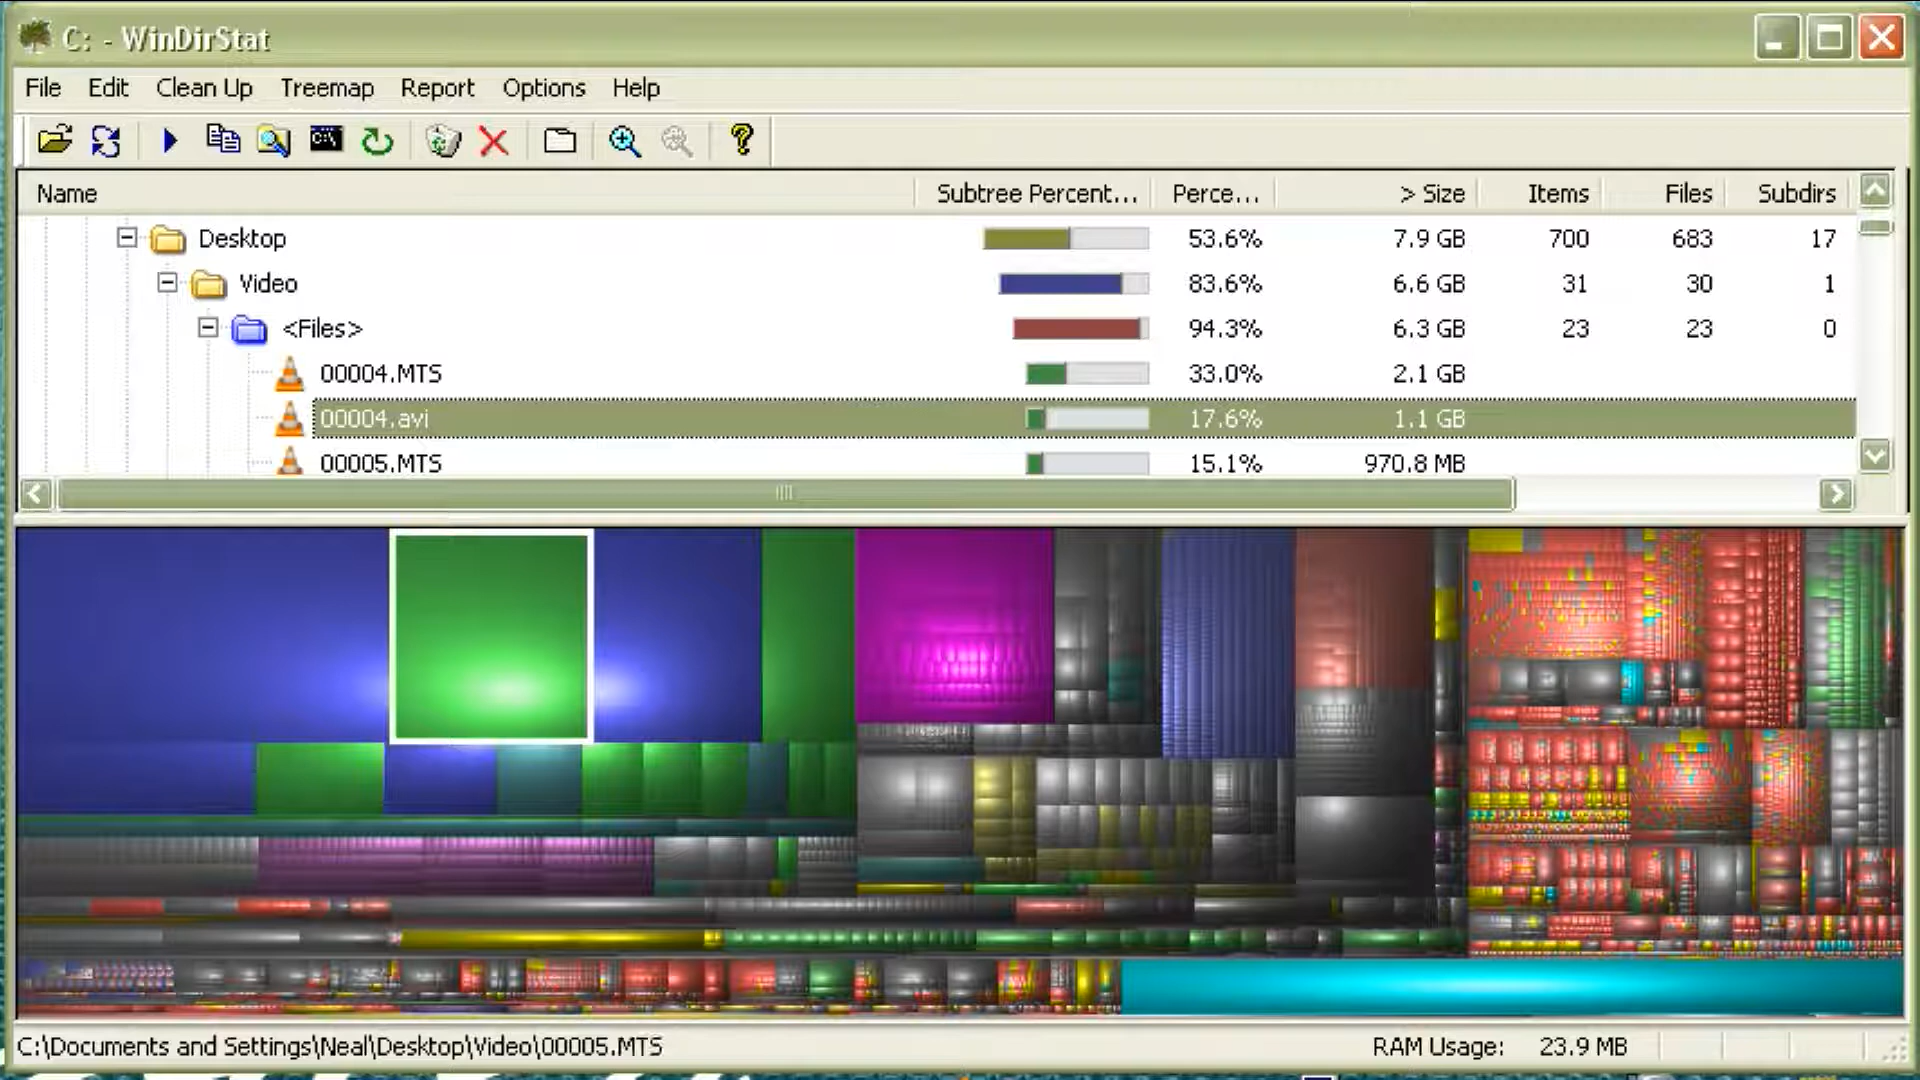 C: - WinDirStat
File Edit Clean Up Treemap Report Options Help
C:\
Name Subtree Percent... Perce... > Size Items Files Subdirs
Desktop 53.6% 7.9 GB 700 683 17
Video 83.6% 6.6 GB 31 30 1
<Files> 94.3% 6.3 GB 23 23 0
00004.MTS 33.0% 2.1 GB
00004.avi 17.6% 1.1 GB
00005.MTS 15.1% 970.8 MB
C:\Documents and Settings\Neal\Desktop\Video\00005.MTS RAM Usage: 23.9 MB